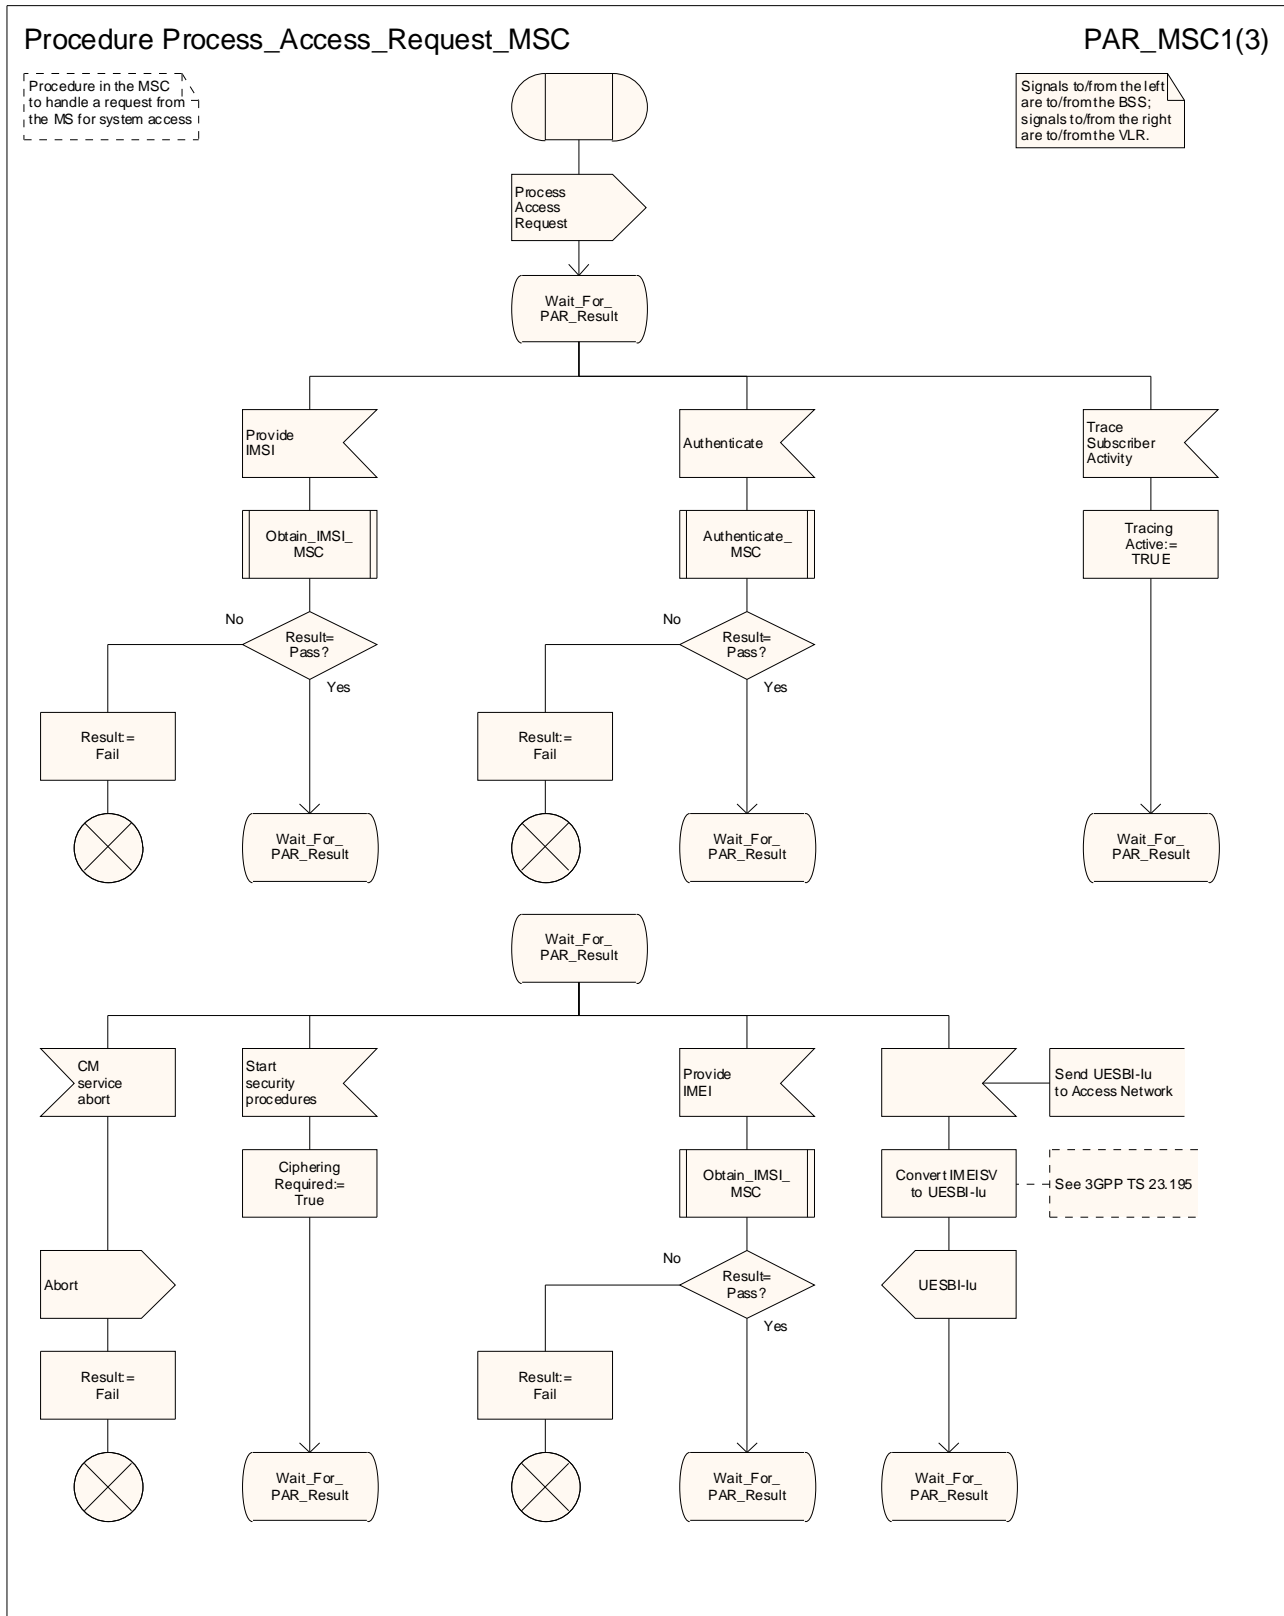 Procedure Process_Access_Request_MSC
PAR_MSC1(3)
Procedure in the MSC
to handle a request from
the MS for system access
Signals to/from the left
are to/from the BSS;
signals to/from the right
are to/from the VLR.
Process
Access
Request
Wait_For_
PAR_Result
Provide
IMSI
Authenticate
Trace
Subscriber
Activity
Obtain_IMSI_
MSC
Authenticate_
MSC
Tracing
Active:=
TRUE
No
Result=
Pass?
Yes
No
Result=
Pass?
Yes
Result:=
Fail
Result:=
Fail
Wait_For_
PAR_Result
Wait_For_
PAR_Result
Wait_For_
PAR_Result
Wait_For_
PAR_Result
CM
service
abort
Start
security
procedures
Provide
IMEI
Send UESBI-Iu
to Access Network
Ciphering
Required:=
True
Obtain_IMSI_
MSC
Convert IMEISV
to UESBI-Iu
See 3GPP TS 23.195
Abort
No
Result=
Pass?
Yes
UESBI-Iu
Result:=
Fail
Result:=
Fail
Wait_For_
PAR_Result
Wait_For_
PAR_Result
Wait_For_
PAR_Result